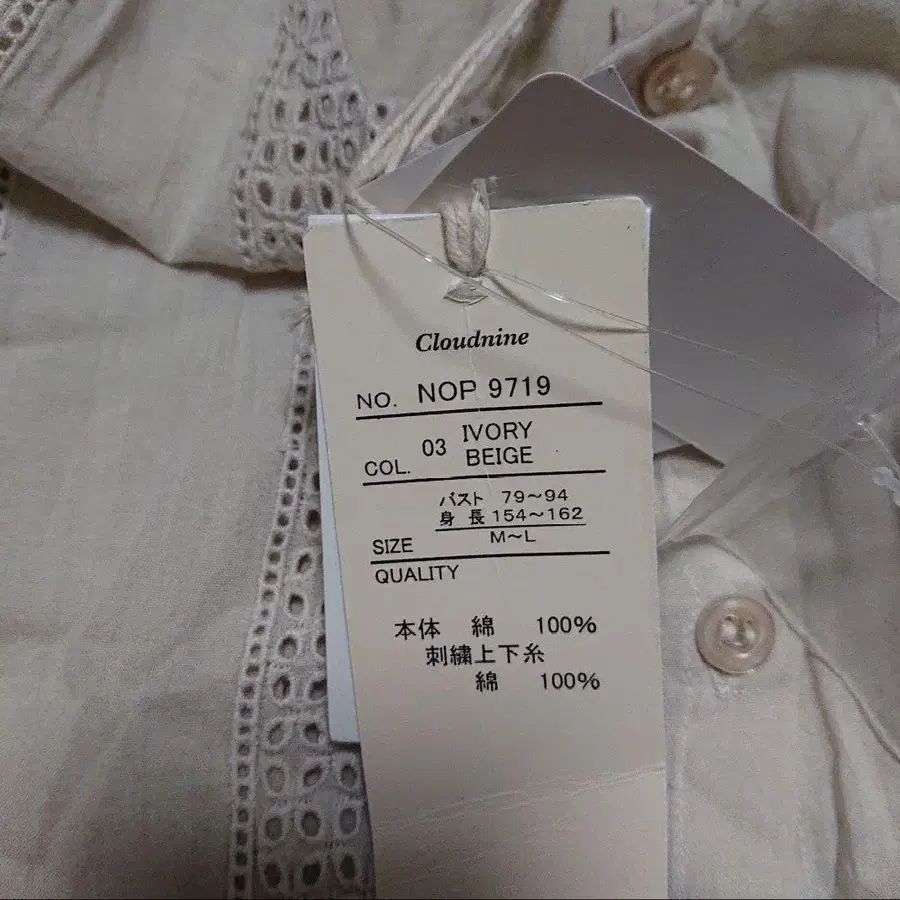 Cloudnine
NO. NOP 9719
COL. 03 IVORY
BEIGE
バスト 79～94
身 長 154～162
SIZE M～L
QUALITY
本体 綿 100%
刺繍上下糸
綿 100%